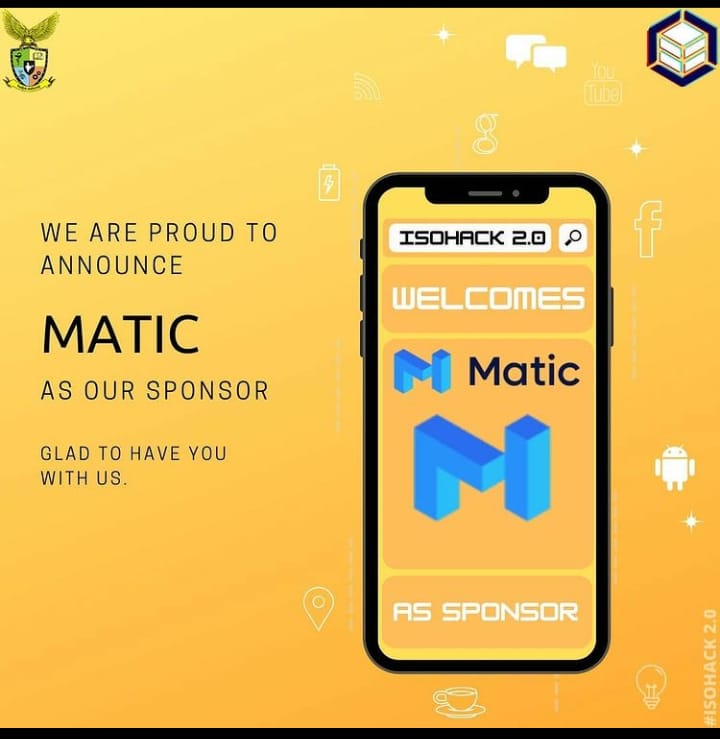 You
Tube
WE ARE PROUD TO
ANNOUNCE
MATIC
AS OUR SPONSOR
GLAD TO HAVE YOU
WITH US.
ISOHACK 2.0
WELCOMES
Matic
AS SPONSOR
#ISOHACK 2.0